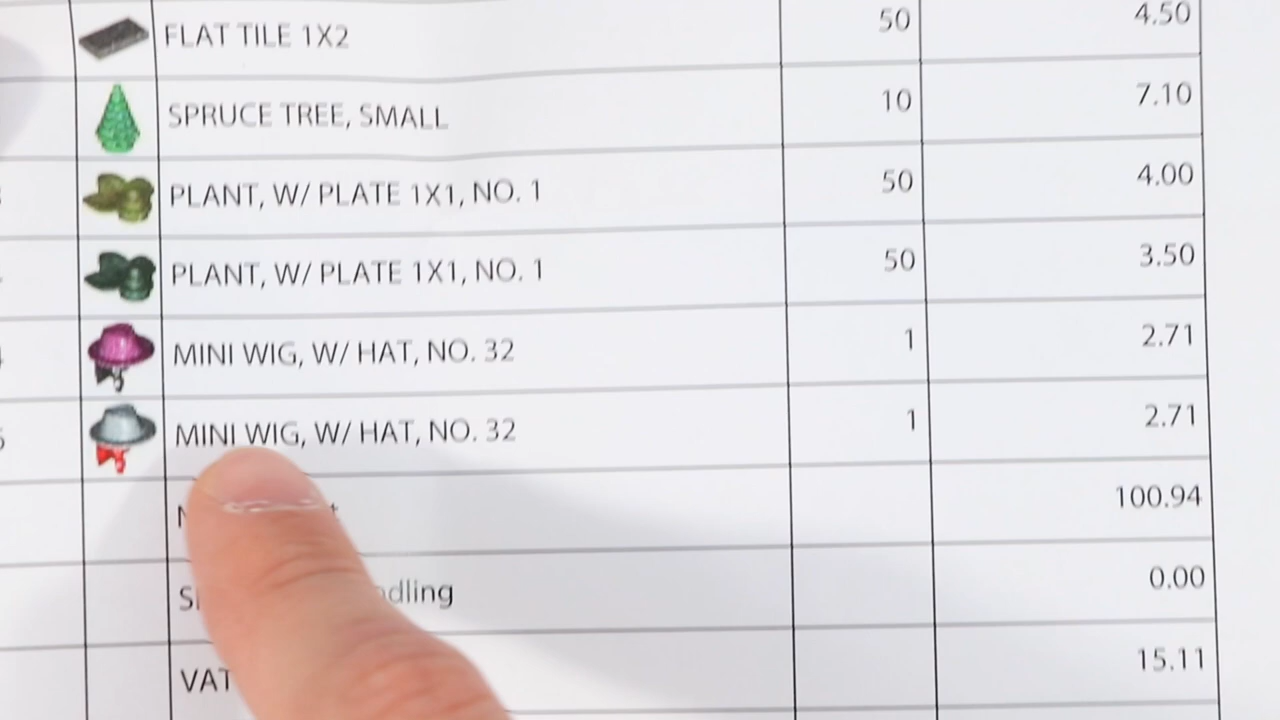 FLAT TILE 1X2 50 4.50
SPRUCE TREE, SMALL 10 7.10
PLANT, W/ PLATE 1X1, NO. 1 50 4.00
PLANT, W/ PLATE 1X1, NO. 1 50 3.50
MINI WIG, W/ HAT, NO. 32 1 2.71
MINI WIG, W/ HAT, NO. 32 1 2.71
100.94
0.00
VAT 15.11